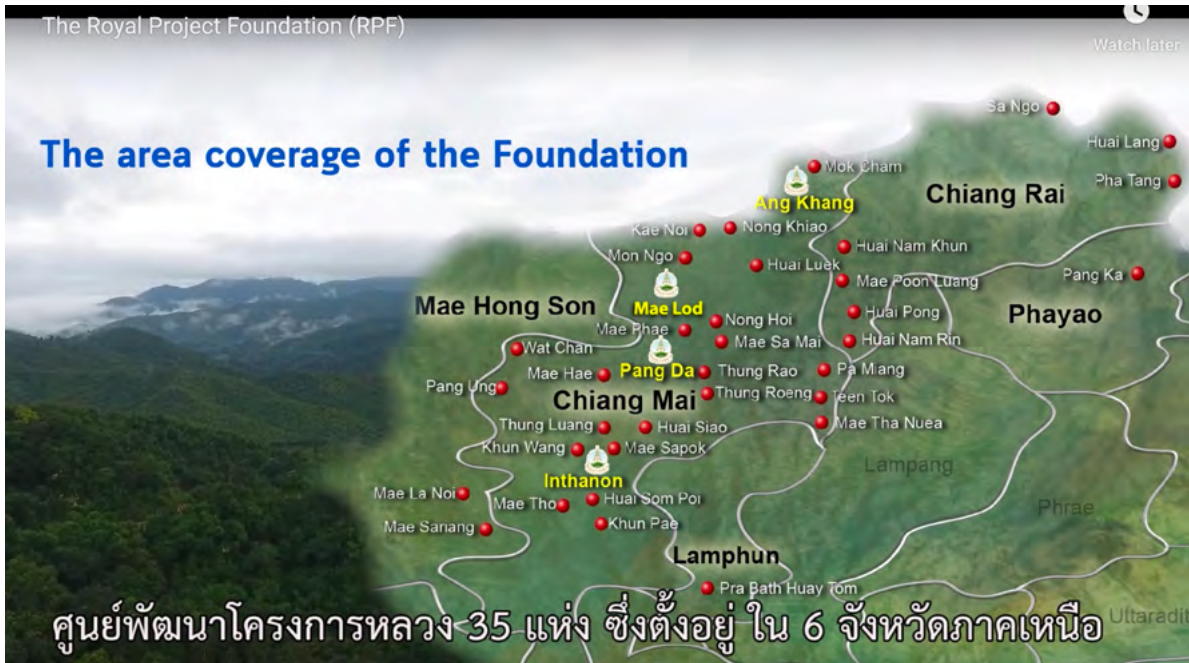 The Royal Project Foundation (RPF)
Watch later
The area coverage of the Foundation
Sa Ngo
Huai Lang
Mok Cham
Pha Tang
Chiang Rai
Ang Khang
Kae Noi
Nong Khiao
Huai Nam Khun
Mon Ngo
Huai Luek
Pang Ka
Mae Poon Luang
Mae Hong Son
Mae Lod
Huai Pong
Phayao
Nong Hoi
Mae Phae
Mae Sa Mai
Huai Nam Rin
Wat Chan
Mae Hae
Pang Da
Thung Rao
Pa Miang
Pang Ung
Chiang Mai
Thung Roeng
Teen Tok
Thung Luang
Huai Siao
Mae Tha Nuea
Khun Wang
Mae Sapok
Lampang
Inthanon
Mae La Noi
Mae Tho
Huai Som Poi
Phrae
Mae Sariang
Khun Pae
Lamphun
Pra Bath Huay Tom
Uttaradit
ศูนย์พัฒนาโครงการหลวง 35 แห่ง ซึ่งตั้งอยู่ ใน 6 จังหวัดภาคเหนือ